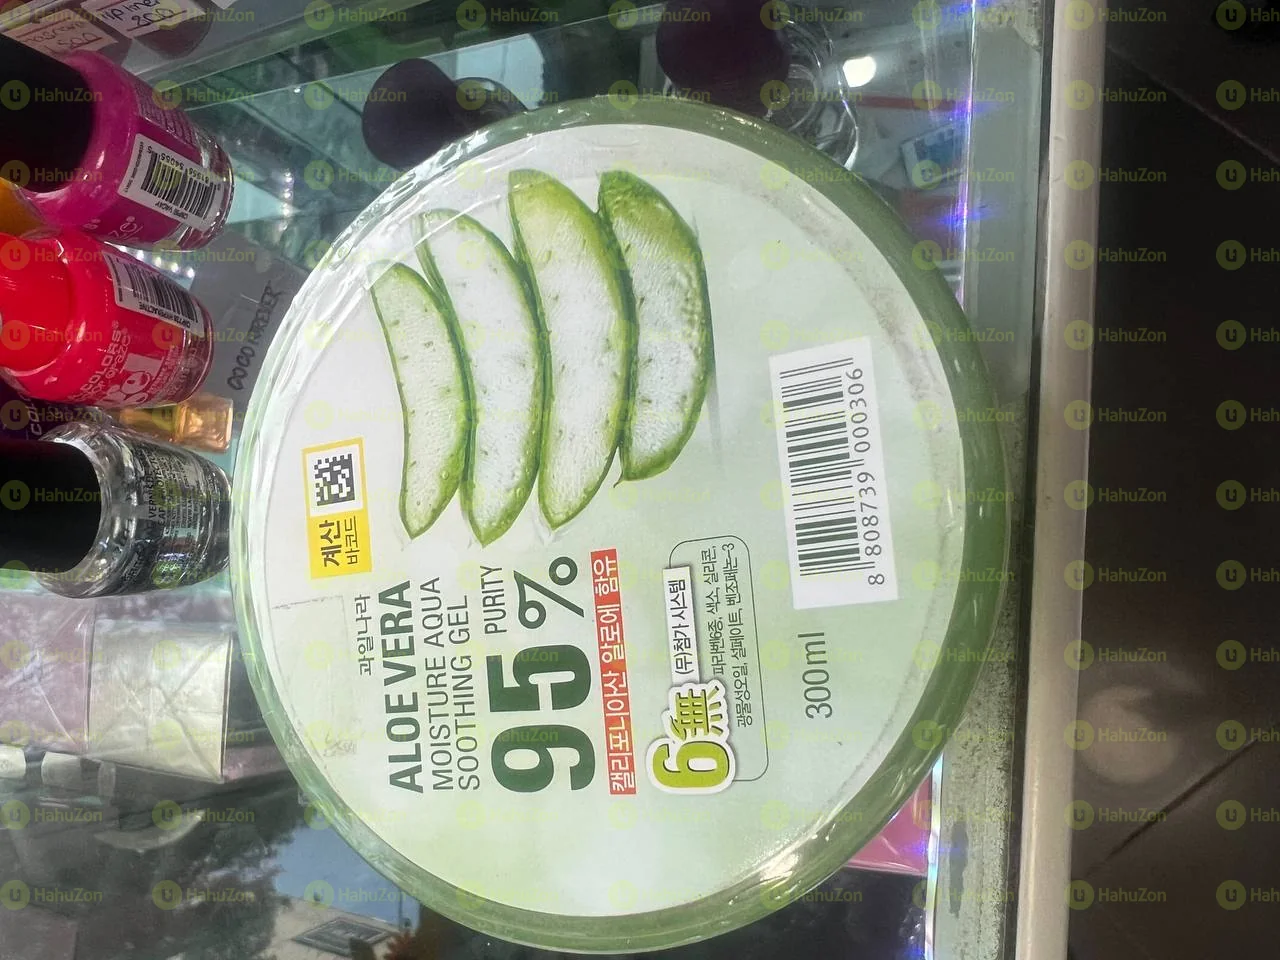 계산
바코드
과일나라
ALOE VERA
MOISTURE AQUA
SOOTHING GEL
95%
PURITY
캘리포니아산 알로에 함유
6無
(무)첨가 시스템
파라벤6종, 색소, 실리콘,
광물성오일, 설페이트, 벤조페논-3
300ml
8 808739 000306
lip liner
COCO
HahuZon